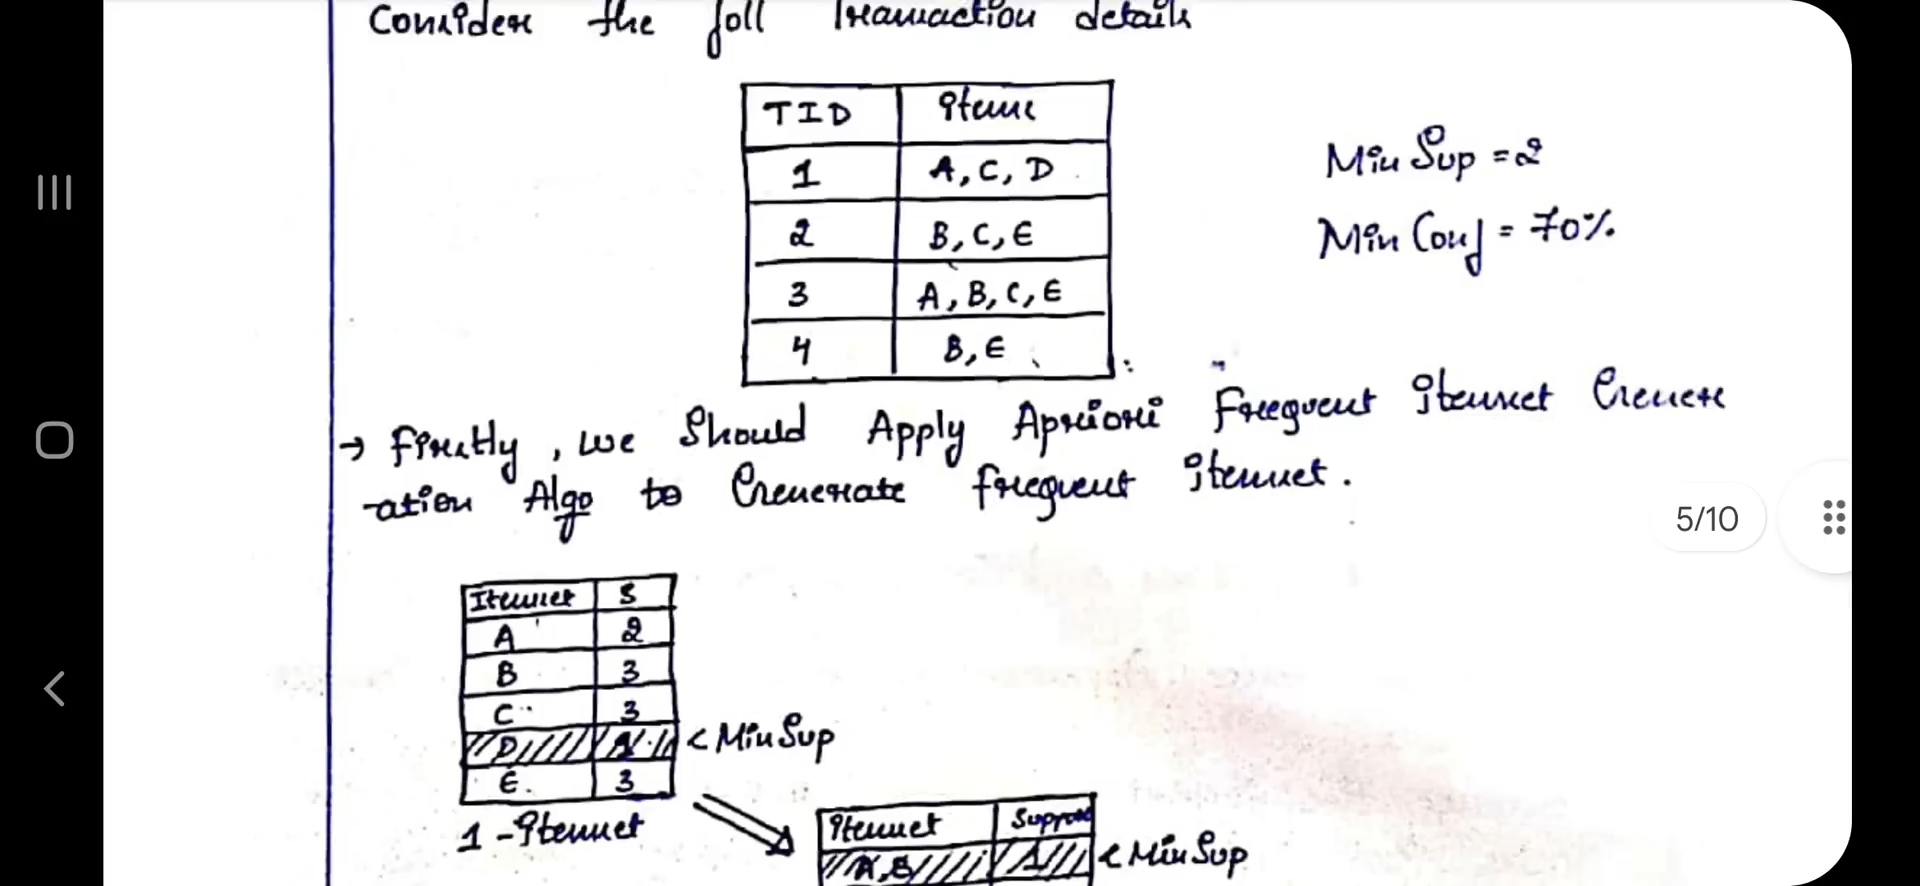 Consider the foll Transaction details
TID Items
1 A, C, D
2 B, C, E
3 A, B, C, E
4 B, E
Min Sup = 2
Min Conf = 70%
→ Firstly, we Should Apply Apriori Frequent itemset Gener
-ation Algo to Generate frequent itemset.
5/10
Itemset S
A 2
B 3
C 3
D 1 < Min Sup
E 3
1 - itemset
itemset Support
A, B 1 < Min Sup